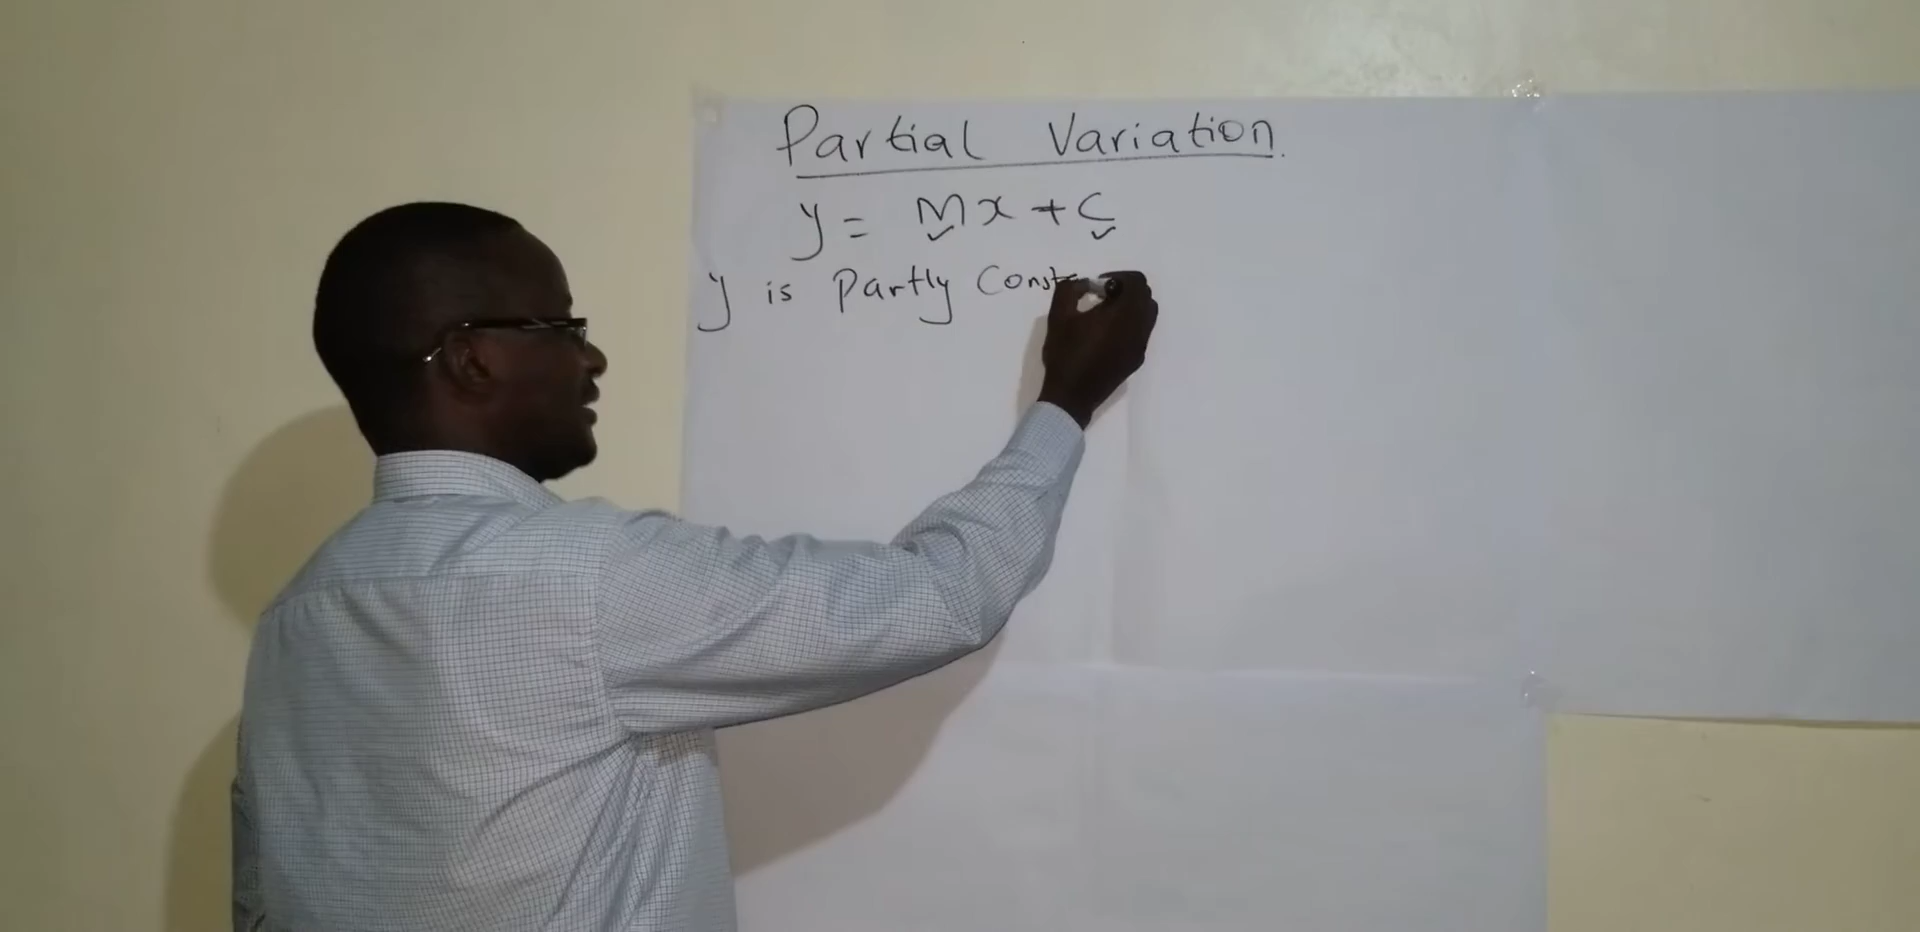 Partial Variation.
y = Mx + C
y is Partly